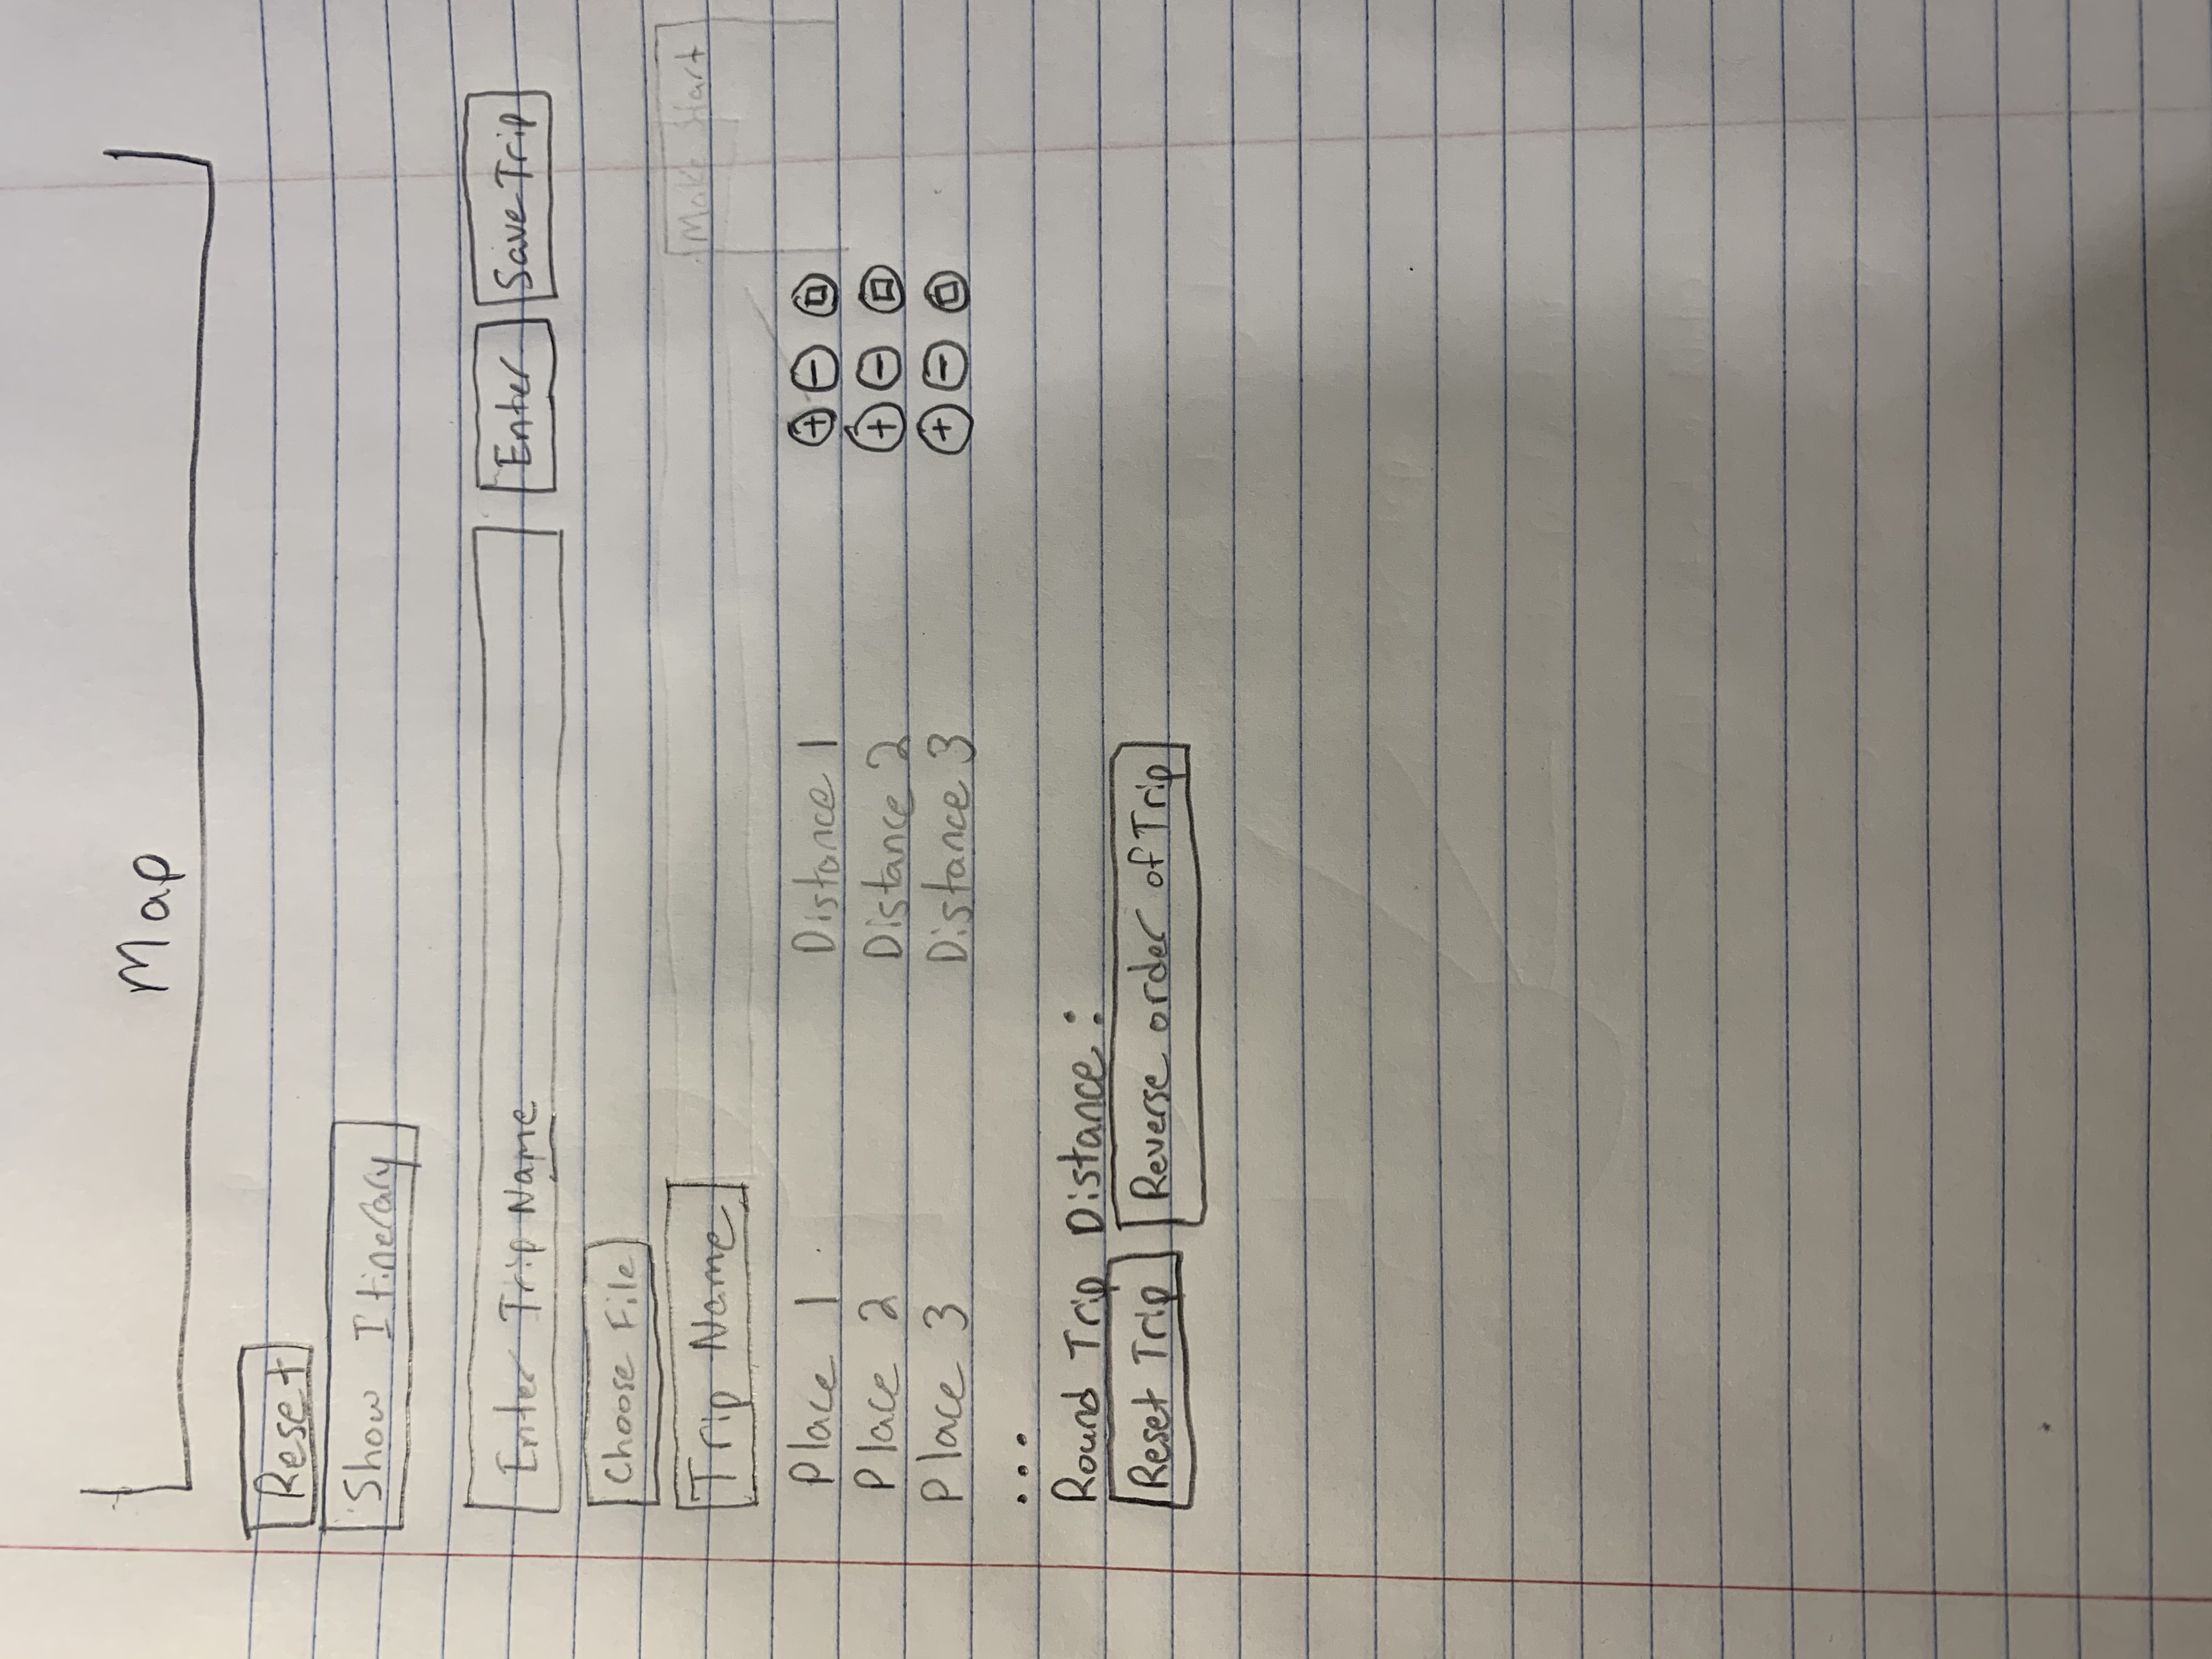 Map
Reset
Show Itinerary
Enter Trip Name Enter Save Trip
Choose File
Trip Name Make Start
Place 1 Distance 1 + −
Place 2 Distance 2 + −
Place 3 Distance 3 + −
...
Round Trip Distance:
Reset Trip Reverse order of Trip